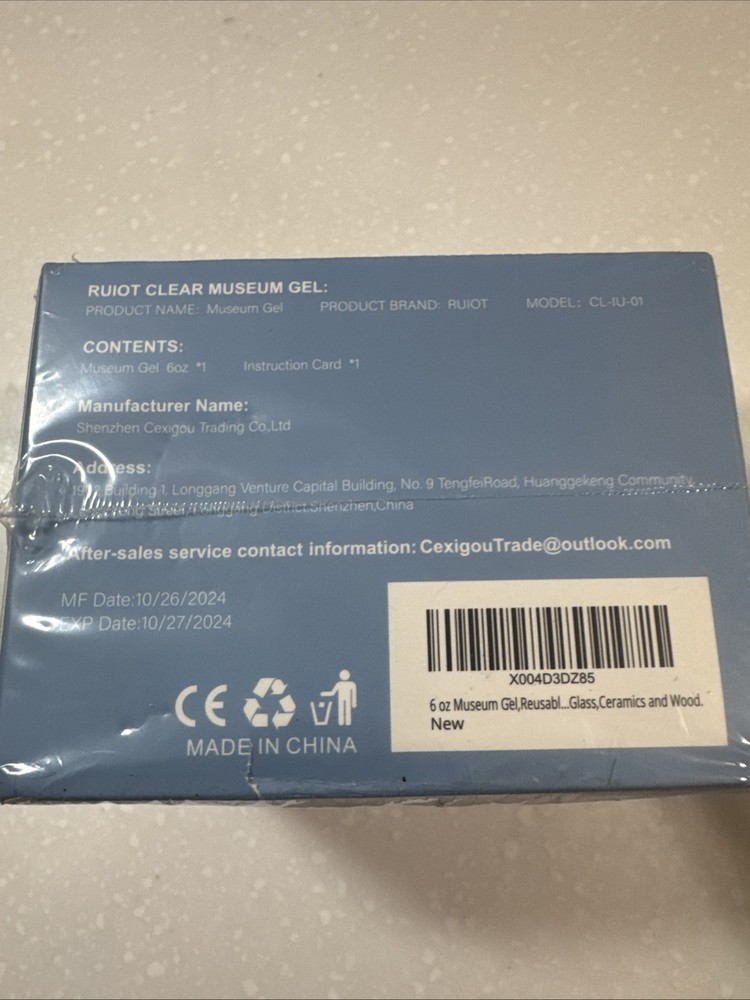 RUIOT CLEAR MUSEUM GEL:
PRODUCT NAME: Museum Gel PRODUCT BRAND: RUIOT MODEL: CL-IU-01
CONTENTS:
Museum Gel 6oz *1 Instruction Card *1
Manufacturer Name:
Shenzhen Cexigou Trading Co.,Ltd
Address:
Building 1, Longgang Venture Capital Building, No. 9 TengfeiRoad, Huanggekeng Community,
Street, Longgang District.Shenzhen,China
After-sales service contact information: CexigouTrade@outlook.com
MF Date:10/26/2024
EXP Date:10/27/2024
CE
MADE IN CHINA
X004D3DZ85
6 oz Museum Gel,Reusabl...Glass,Ceramics and Wood.
New